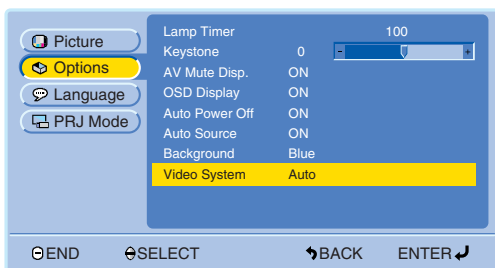 Picture
Options
Language
PRJ Mode
Lamp Timer 100
Keystone 0 - +
AV Mute Disp. ON
OSD Display ON
Auto Power Off ON
Auto Source ON
Background Blue
Video System Auto
END SELECT BACK ENTER